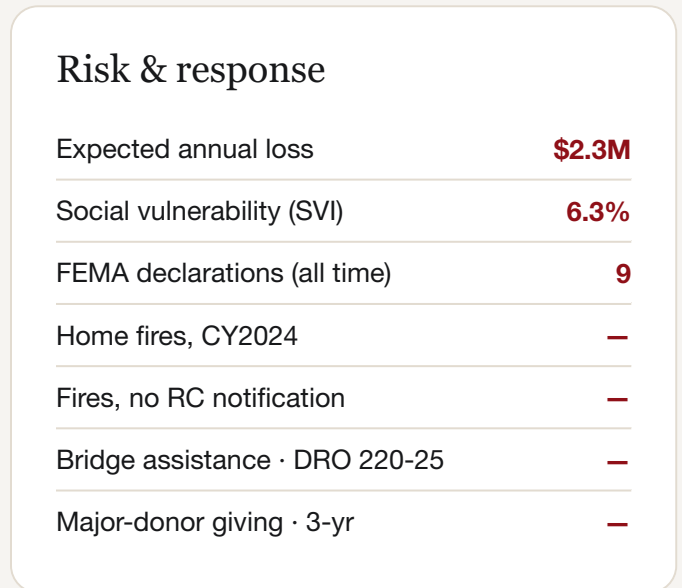 Risk & response
Expected annual loss $2.3M
Social vulnerability (SVI) 6.3%
FEMA declarations (all time) 9
Home fires, CY2024 —
Fires, no RC notification —
Bridge assistance · DRO 220-25 —
Major-donor giving · 3-yr —